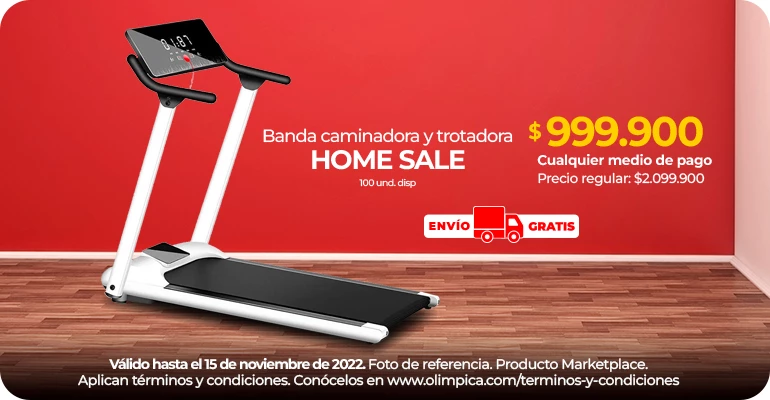 Banda caminadora y trotadora
HOME SALE
100 und. disp
$ 999.900
Cualquier medio de pago
Precio regular: $2.099.900
ENVÍO GRATIS
Válido hasta el 15 de noviembre de 2022. Foto de referencia. Producto Marketplace.
Aplican términos y condiciones. Conócelos en www.olimpica.com/terminos-y-condiciones